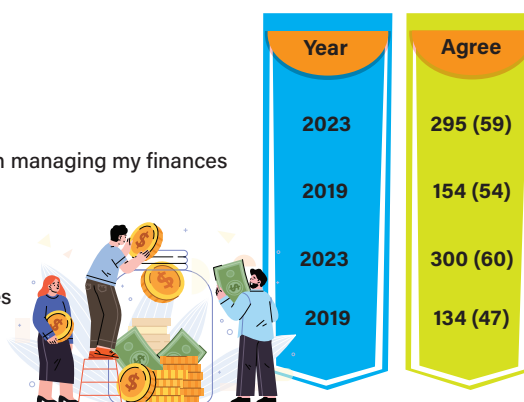 Year Agree
2023 295 (59)
managing my finances
2019 154 (54)
2023 300 (60)
2019 134 (47)